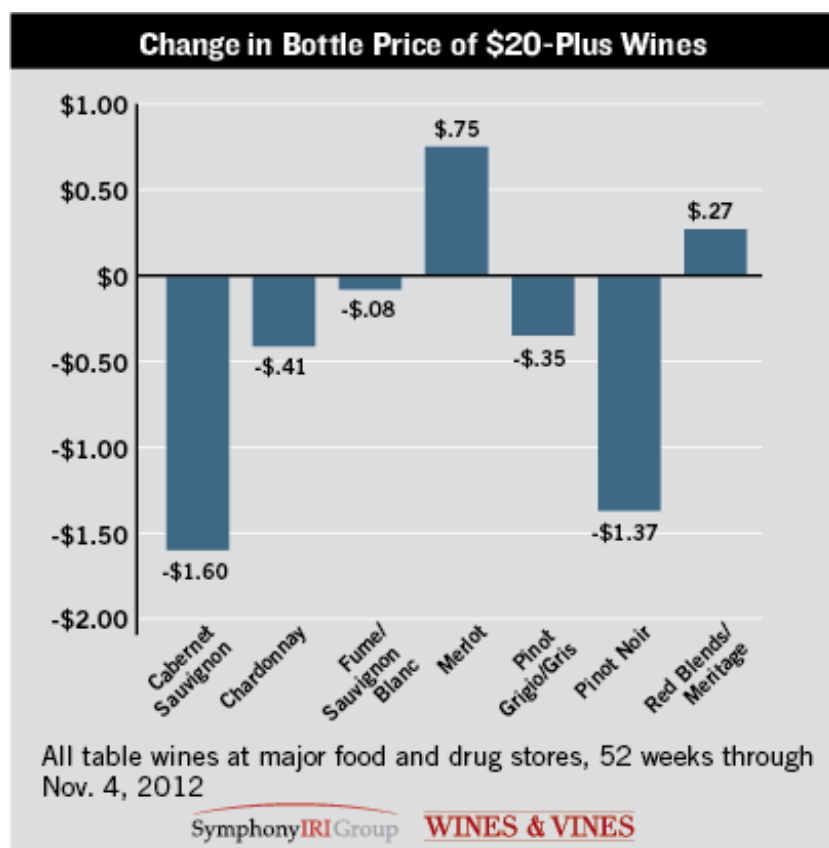 Change in Bottle Price of $20-Plus Wines
$1.00
$0.50
$0
-$0.50
-$1.00
-$1.50
-$2.00
-$1.60
-$.41
-$.08
$.75
-$.35
-$1.37
$.27
Cabernet
Sauvignon
Chardonnay
Fume/
Sauvignon
Blanc
Merlot
Pinot
Grigio/Gris
Pinot Noir
Red Blends/
Meritage
All table wines at major food and drug stores, 52 weeks through
Nov. 4, 2012
SymphonyIRIGroup WINES & VINES